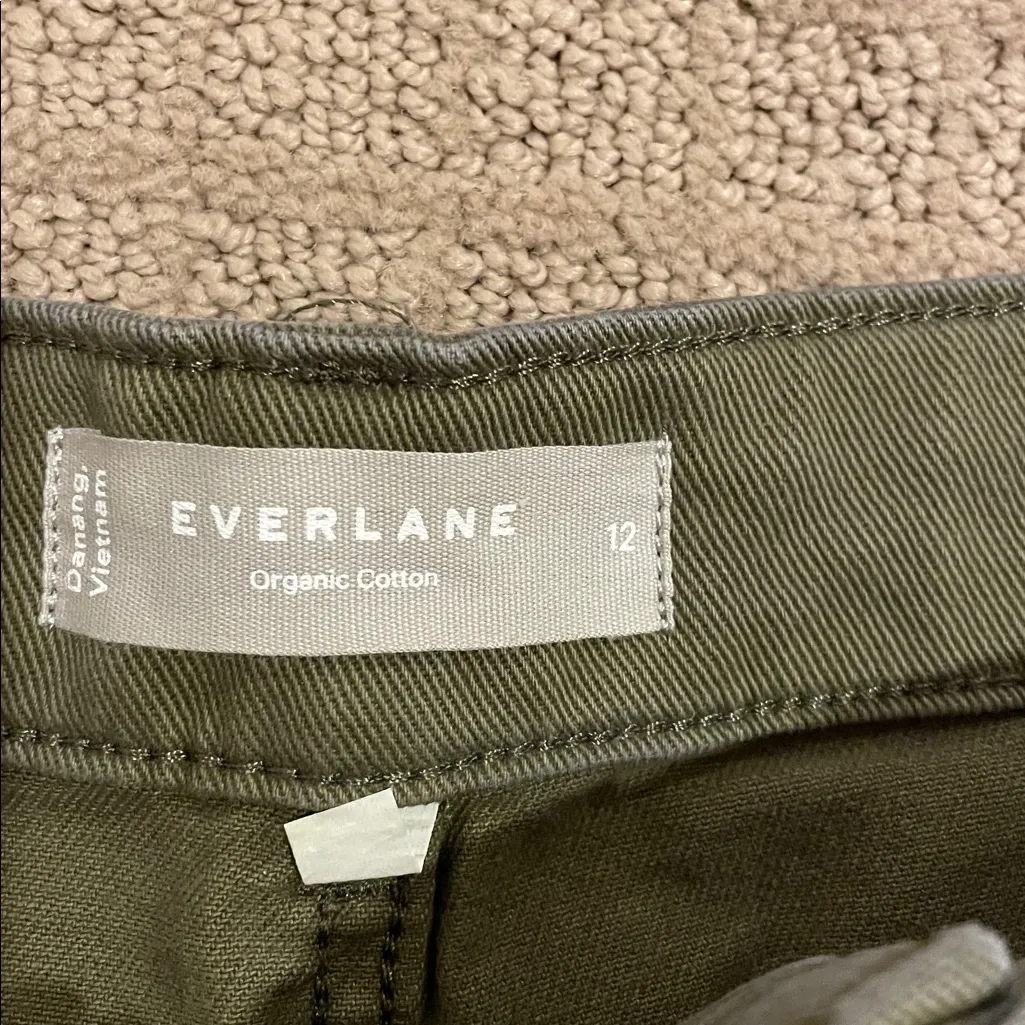 Danang,
Vietnam
EVERLANE
Organic Cotton
12